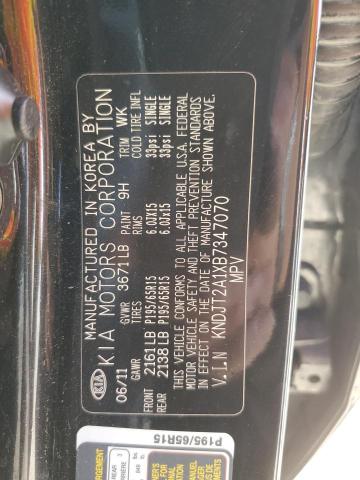 MANUFACTURED IN KOREA BY
KIA MOTORS CORPORATION
KIA
06/11 GVWR 3671LB PAINT 9H TRIM WK
GAWR TIRES RIMS COLD TIRE INFL
FRONT 2161LB P195/65R15 6.0JX15 33psi SINGLE
REAR 2138LB P195/65R15 6.0JX15 33psi SINGLE
THIS VEHICLE CONFORMS TO ALL APPLICABLE U.S.A. FEDERAL
MOTOR VEHICLE SAFETY AND THEFT PREVENTION STANDARDS
IN EFFECT ON THE DATE OF MANUFACTURE SHOWN ABOVE.
V.I.N KNDJT2A1XB7347070
MPV
P195/65R15